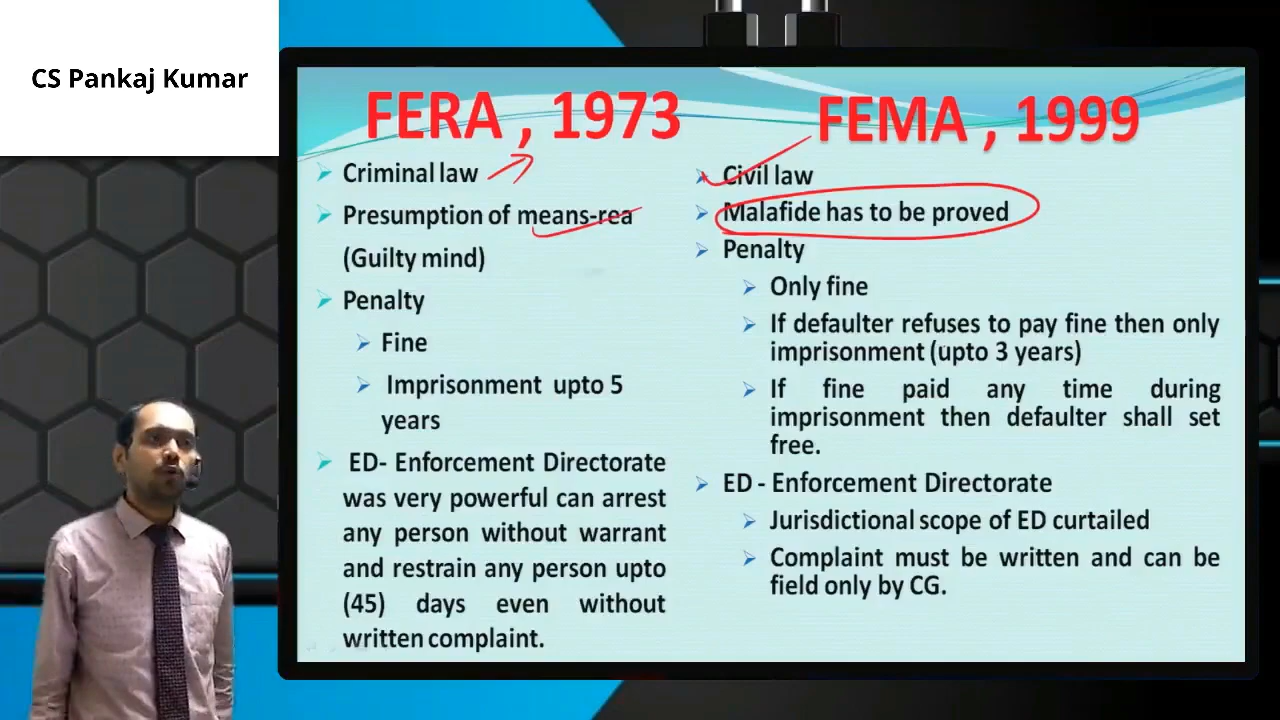 CS Pankaj Kumar
FERA , 1973
Criminal law
Presumption of means-rea
(Guilty mind)
Penalty
Fine
Imprisonment upto 5
years
ED- Enforcement Directorate
was very powerful can arrest
any person without warrant
and restrain any person upto
(45) days even without
written complaint.
FEMA , 1999
Civil law
Malafide has to be proved
Penalty
Only fine
If defaulter refuses to pay fine then only
imprisonment (upto 3 years)
If fine paid any time during
imprisonment then defaulter shall set
free.
ED - Enforcement Directorate
Jurisdictional scope of ED curtailed
Complaint must be written and can be
field only by CG.